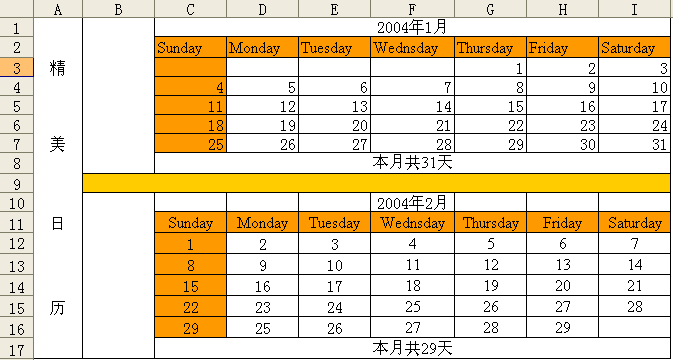 A B C D E F G H I
1 2004年1月
2 Sunday Monday Tuesday Wednsday Thursday Friday Saturday
3 精 1 2 3
4 4 5 6 7 8 9 10
5 11 12 13 14 15 16 17
6 18 19 20 21 22 23 24
7 美 25 26 27 28 29 30 31
8 本月共31天
9
10 2004年2月
11 日 Sunday Monday Tuesday Wednsday Thursday Friday Saturday
12 1 2 3 4 5 6 7
13 8 9 10 11 12 13 14
14 15 16 17 18 19 20 21
15 历 22 23 24 25 26 27 28
16 29 25 26 27 28 29
17 本月共29天